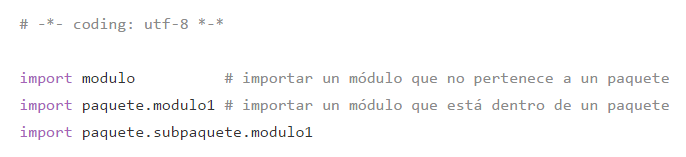 # -*- coding: utf-8 *-*
import modulo # importar un módulo que no pertenece a un paquete
import paquete.modulo1 # importar un módulo que está dentro de un paquete
import paquete.subpaquete.modulo1